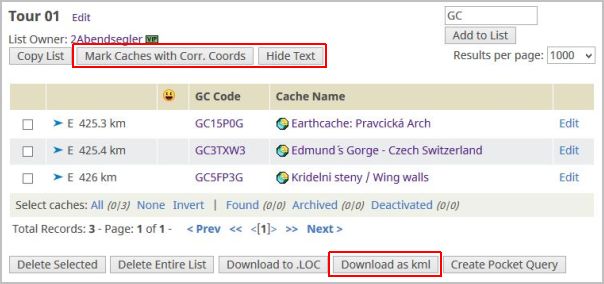 Tour 01 Edit
GC
List Owner: 2Abendsegler VIP
Add to List
Copy List Mark Caches with Corr. Coords Hide Text
Results per page: 1000
GC Code Cache Name
E 425.3 km GC15P0G Earthcache: Pravcická Arch Edit
E 425.4 km GC3TXW3 Edmund´s Gorge - Czech Switzerland Edit
E 426 km GC5FP3G Kridelni steny / Wing walls Edit
Select caches: All (0|3) None Invert | Found (0|0) Archived (0|0) Deactivated (0|0)
Total Records: 3 - Page: 1 of 1 - < Prev << <[1]> >> Next >
Delete Selected Delete Entire List Download to .LOC Download as kml Create Pocket Query